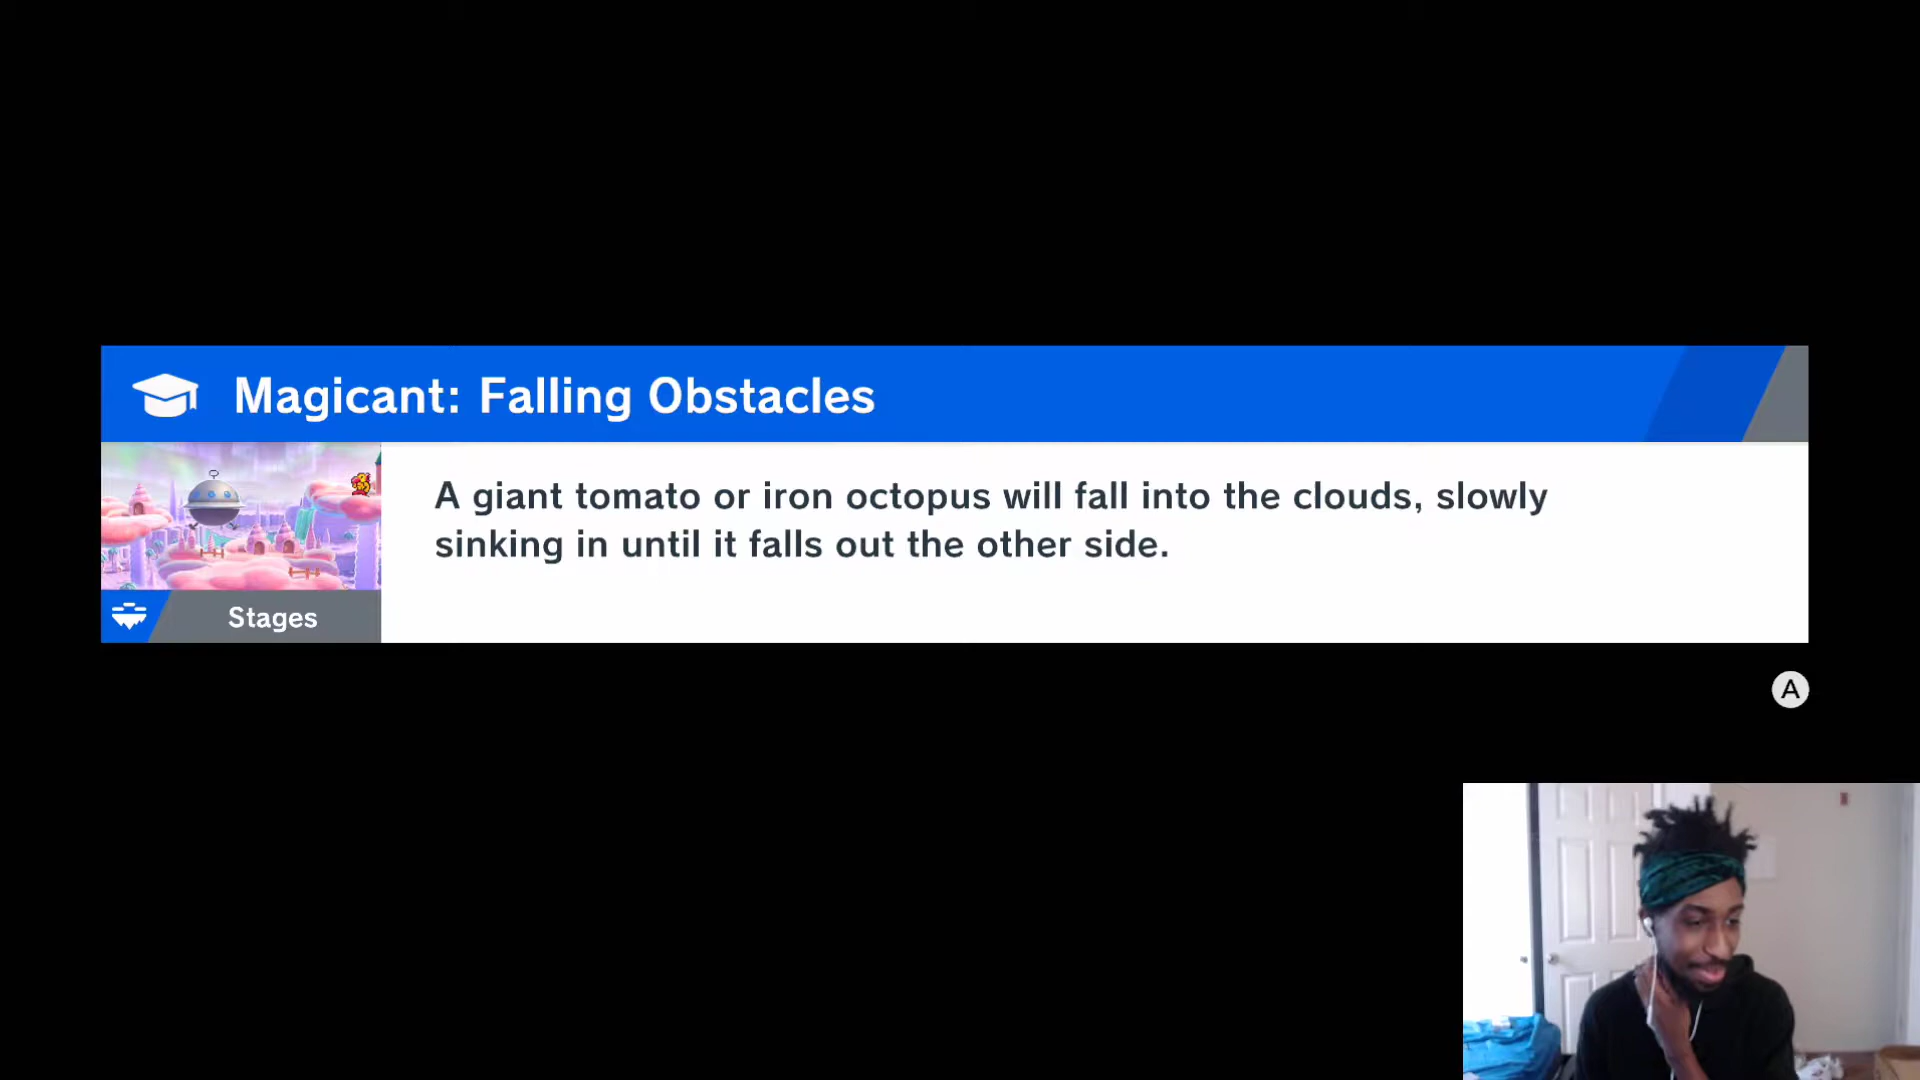 Magicant: Falling Obstacles
A giant tomato or iron octopus will fall into the clouds, slowly
sinking in until it falls out the other side.
Stages
A